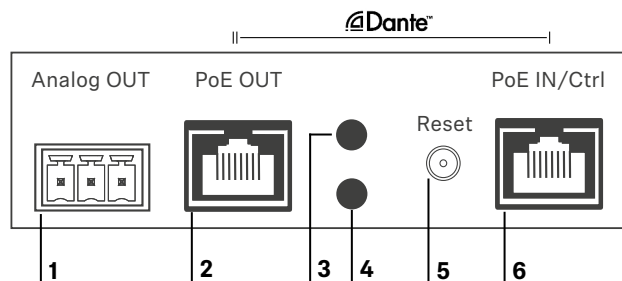 Dante™
Analog OUT PoE OUT PoE IN/Ctrl
Reset
1 2 3 4 5 6